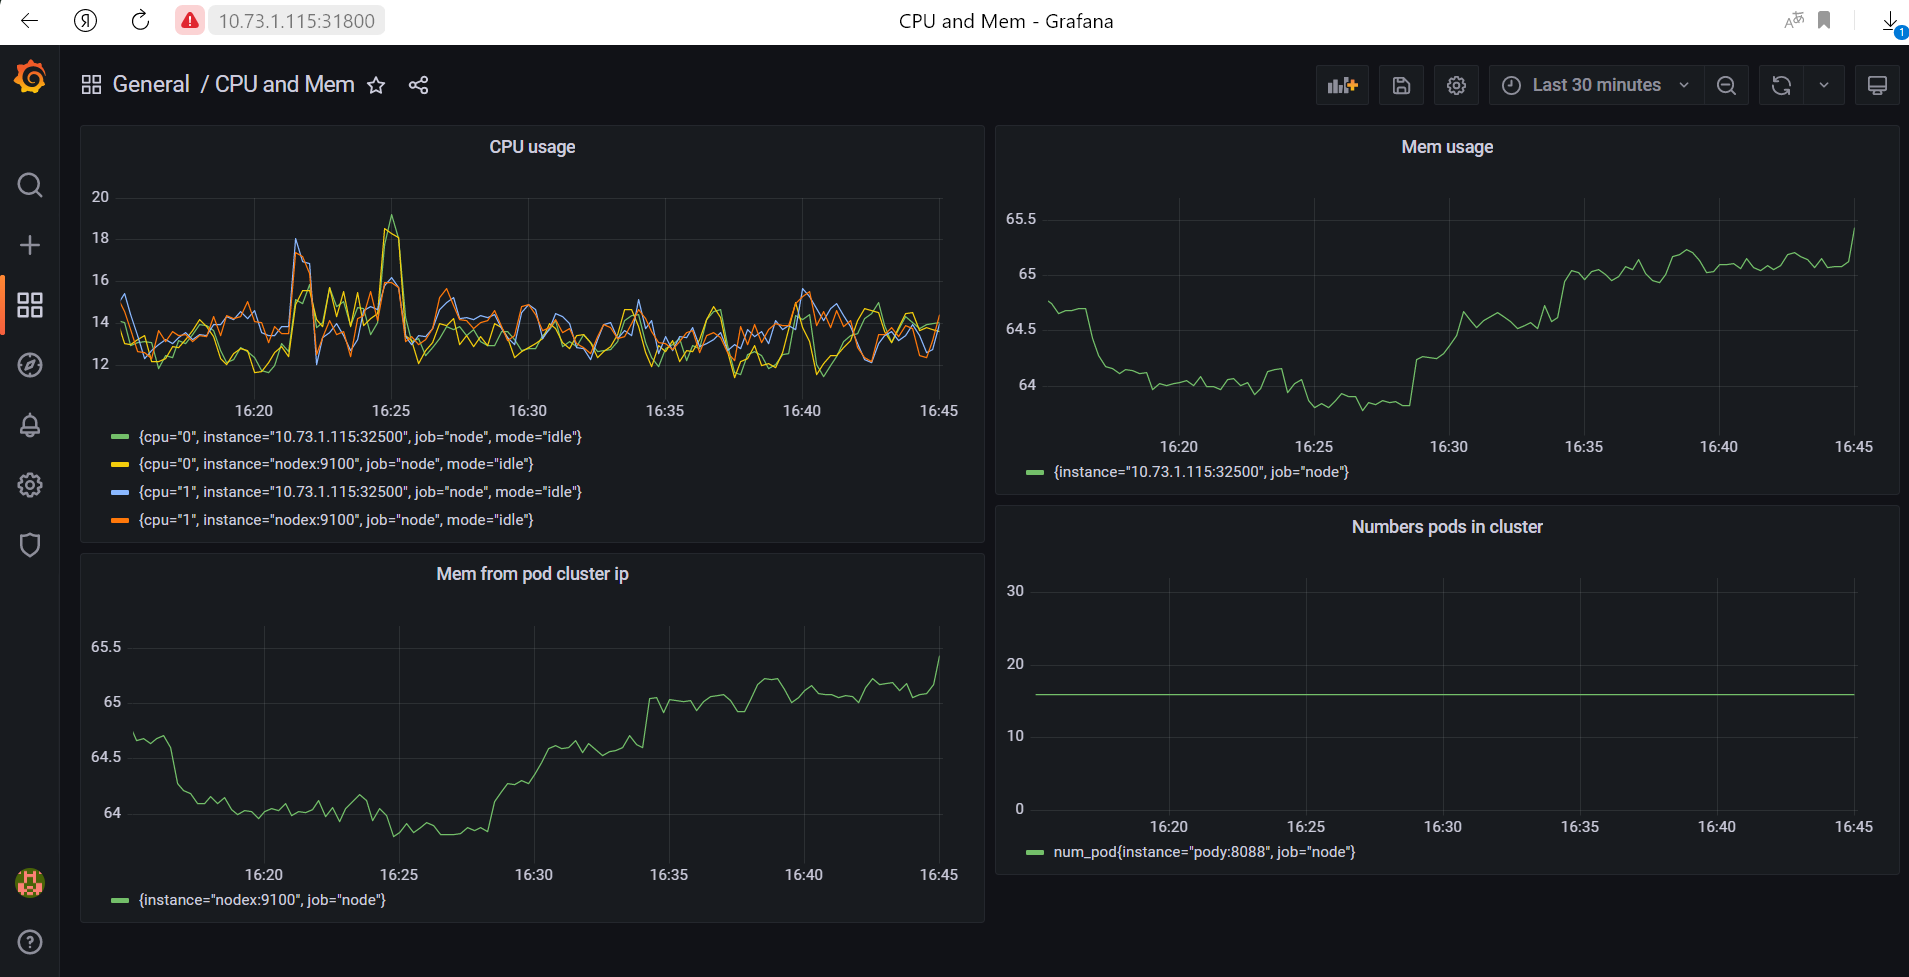 Я
10.73.1.115:31800
CPU and Mem - Grafana
1
General / CPU and Mem
Last 30 minutes
CPU usage
20
18
16
14
12
16:20 16:25 16:30 16:35 16:40 16:45
{cpu="0", instance="10.73.1.115:32500", job="node", mode="idle"}
{cpu="0", instance="nodex:9100", job="node", mode="idle"}
{cpu="1", instance="10.73.1.115:32500", job="node", mode="idle"}
{cpu="1", instance="nodex:9100", job="node", mode="idle"}
Mem usage
65.5
65
64.5
64
16:20 16:25 16:30 16:35 16:40 16:45
{instance="10.73.1.115:32500", job="node"}
Mem from pod cluster ip
65.5
65
64.5
64
16:20 16:25 16:30 16:35 16:40 16:45
{instance="nodex:9100", job="node"}
Numbers pods in cluster
30
20
10
0
16:20 16:25 16:30 16:35 16:40 16:45
num_pod{instance="pody:8088", job="node"}